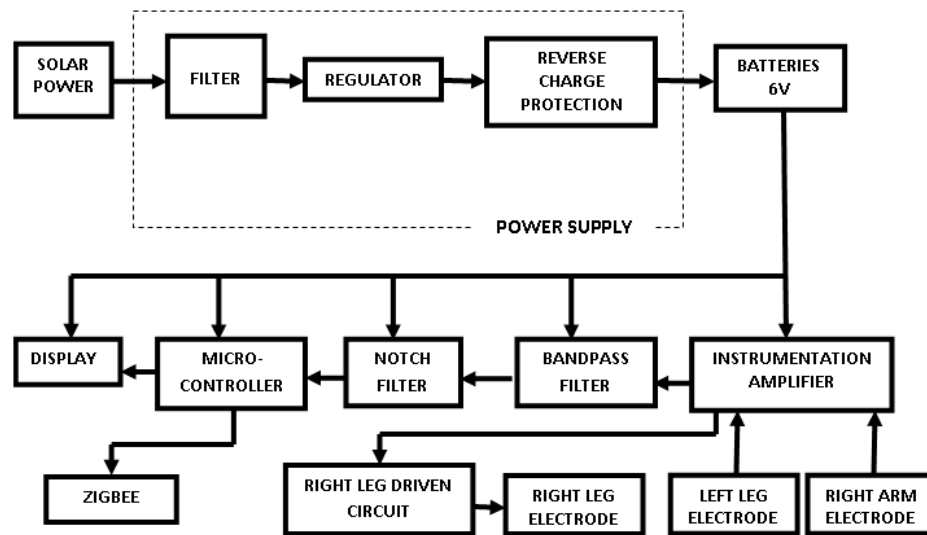 SOLAR
POWER
FILTER
REGULATOR
REVERSE
CHARGE
PROTECTION
BATTERIES
6V
POWER SUPPLY
DISPLAY
MICRO-
CONTROLLER
NOTCH
FILTER
BANDPASS
FILTER
INSTRUMENTATION
AMPLIFIER
ZIGBEE
RIGHT LEG DRIVEN
CIRCUIT
RIGHT LEG
ELECTRODE
LEFT LEG
ELECTRODE
RIGHT ARM
ELECTRODE